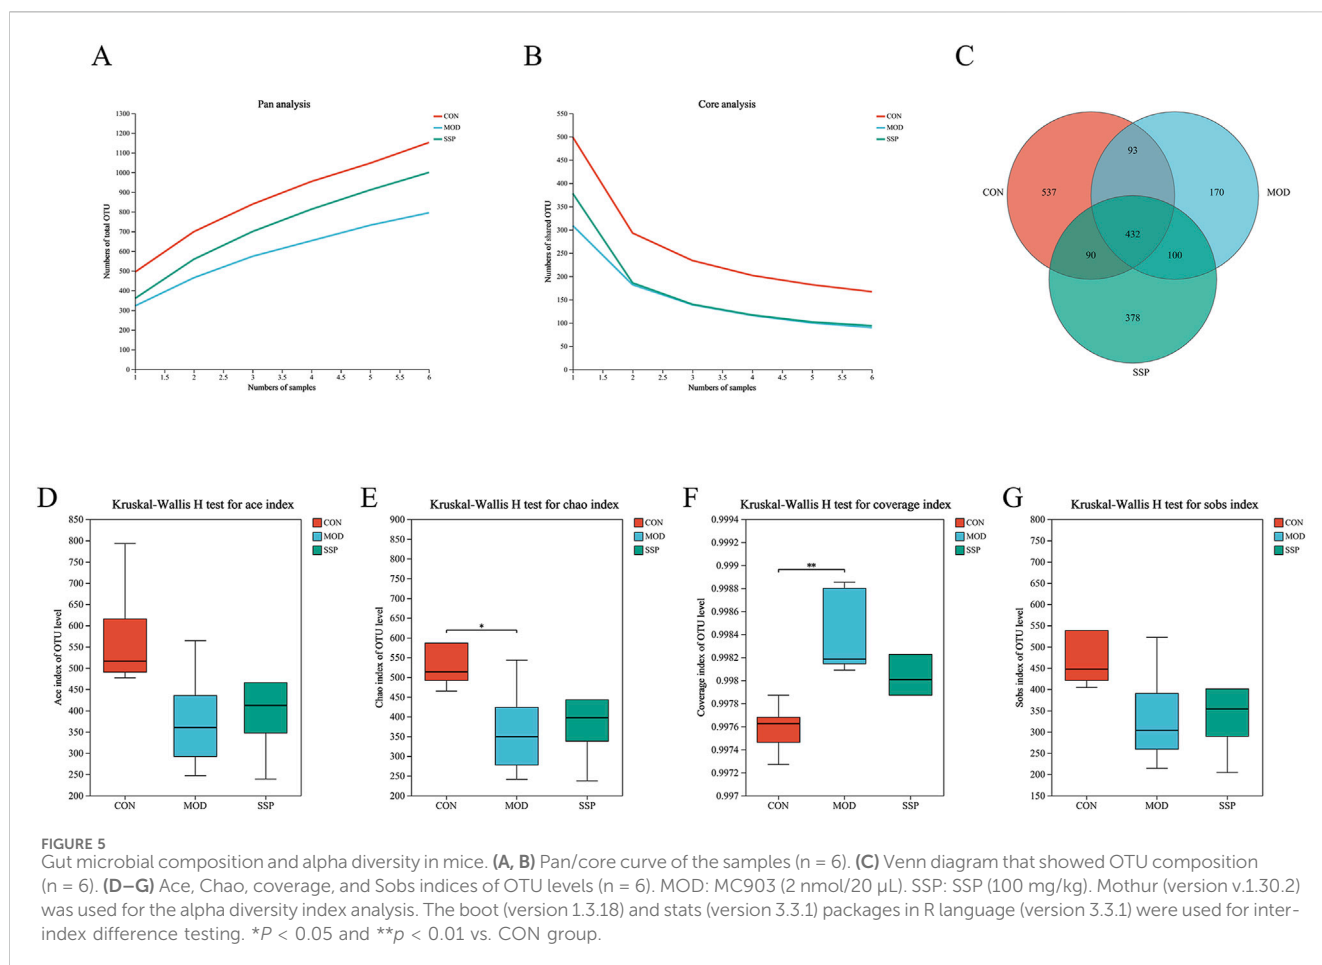 A
Pan analysis
CON
MOD
SSP
1300
1200
1100
1000
900
800
700
600
500
400
300
200
100
0
Numbers of total OTU
1 1.5 2 2.5 3 3.5 4 4.5 5 5.5 6
Numbers of samples
B
Core analysis
CON
MOD
SSP
550
500
450
400
350
300
250
200
150
100
50
0
Numbers of shared OTU
1 1.5 2 2.5 3 3.5 4 4.5 5 5.5 6
Numbers of samples
C
93
CON 537 170 MOD
432
90 100
378
SSP
D
Kruskal-Wallis H test for ace index
CON
MOD
SSP
850
800
750
700
650
600
550
500
450
400
350
300
250
200
Ace index of OTU level
CON MOD SSP
E
Kruskal-Wallis H test for chao index
CON
MOD
SSP
900
850
800
750
700
650
600
550
500
450
400
350
300
250
200
Chao index of OTU level
*
CON MOD SSP
F
Kruskal-Wallis H test for coverage index
CON
MOD
SSP
0.9994
0.9992
0.999
0.9988
0.9986
0.9984
0.9982
0.998
0.9978
0.9976
0.9974
0.9972
0.997
Coverage index of OTU level
**
CON MOD SSP
G
Kruskal-Wallis H test for sobs index
CON
MOD
SSP
800
750
700
650
600
550
500
450
400
350
300
250
200
150
Sobs index of OTU level
CON MOD SSP
FIGURE 5
Gut microbial composition and alpha diversity in mice. (A, B) Pan/core curve of the samples (n = 6). (C) Venn diagram that showed OTU composition
(n = 6). (D–G) Ace, Chao, coverage, and Sobs indices of OTU levels (n = 6). MOD: MC903 (2 nmol/20 μL). SSP: SSP (100 mg/kg). Mothur (version v.1.30.2)
was used for the alpha diversity index analysis. The boot (version 1.3.18) and stats (version 3.3.1) packages in R language (version 3.3.1) were used for inter-
index difference testing. *P < 0.05 and **p < 0.01 vs. CON group.